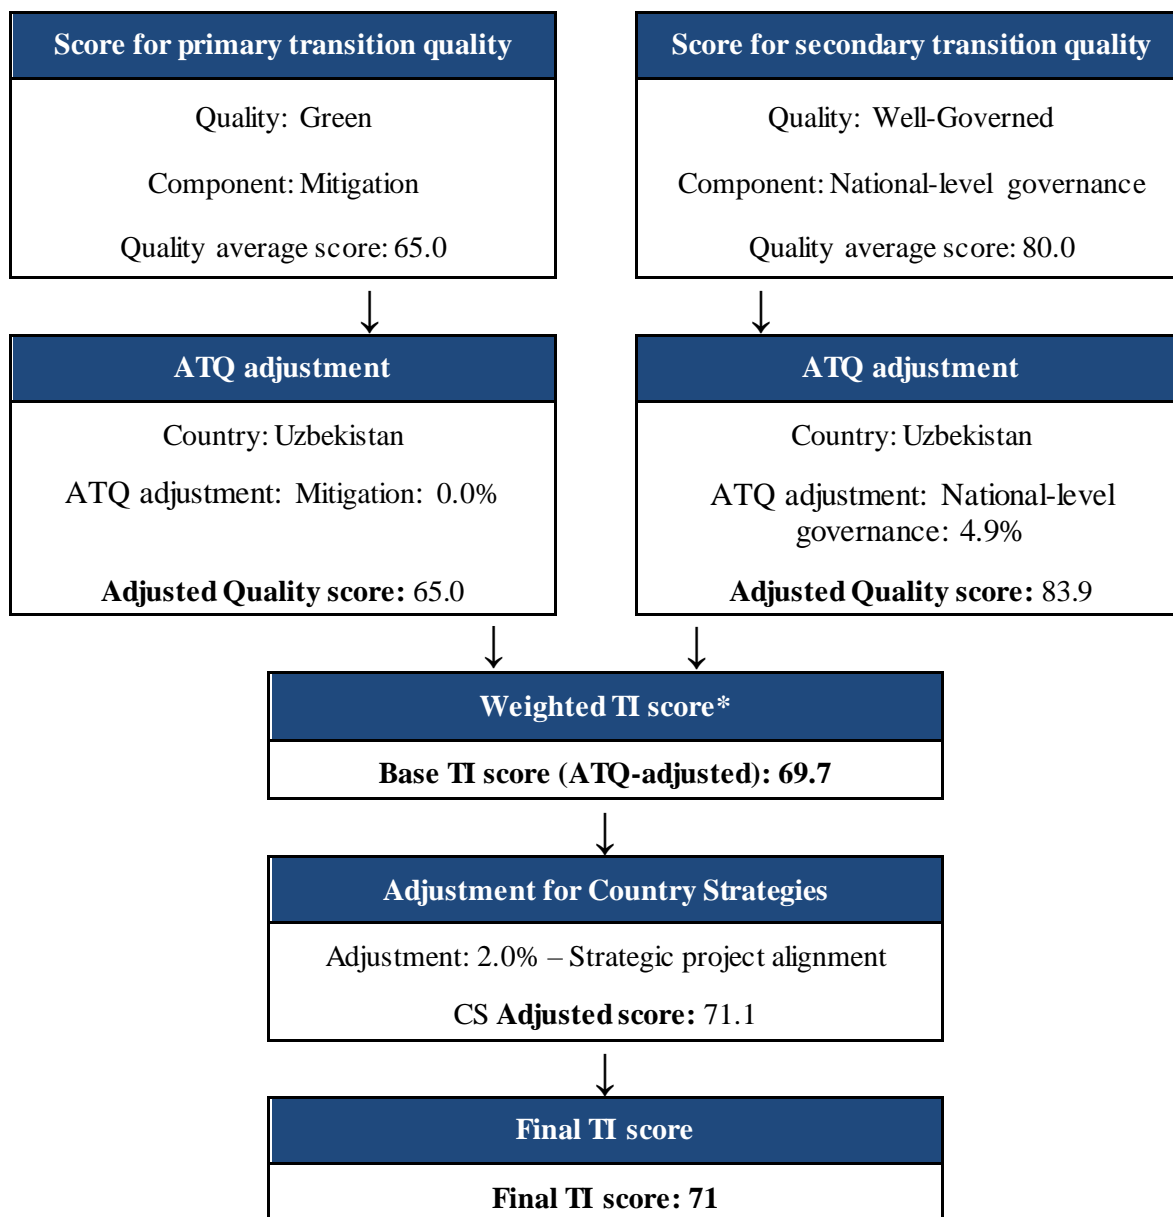 Score for primary transition quality
Quality: Green
Component: Mitigation
Quality average score: 65.0
Score for secondary transition quality
Quality: Well-Governed
Component: National-level governance
Quality average score: 80.0
ATQ adjustment
Country: Uzbekistan
ATQ adjustment: Mitigation: 0.0%
Adjusted Quality score: 65.0
ATQ adjustment
Country: Uzbekistan
ATQ adjustment: National-level
governance: 4.9%
Adjusted Quality score: 83.9
Weighted TI score*
Base TI score (ATQ-adjusted): 69.7
Adjustment for Country Strategies
Adjustment: 2.0% – Strategic project alignment
CS Adjusted score: 71.1
Final TI score
Final TI score: 71